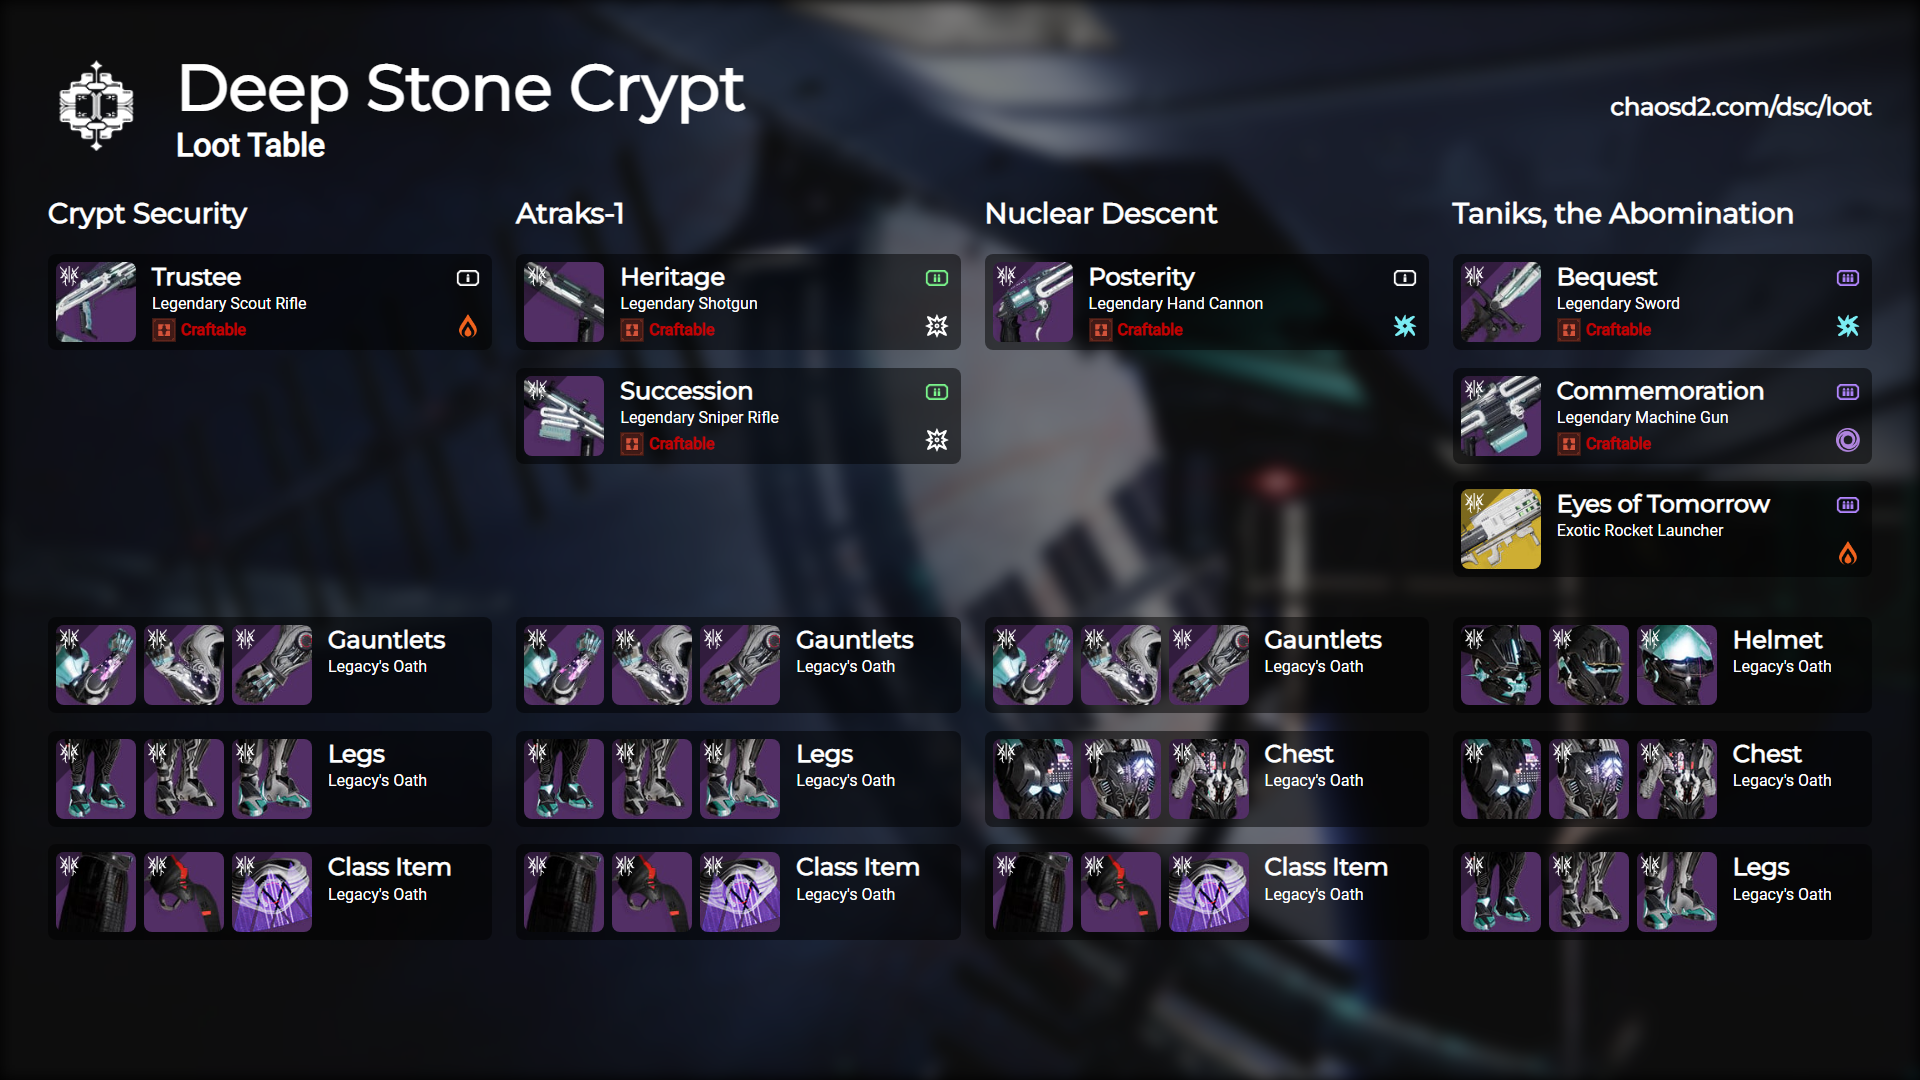 Deep Stone Crypt
Loot Table
chaosd2.com/dsc/loot
Crypt Security
Trustee
Legendary Scout Rifle
Craftable
Gauntlets
Legacy's Oath
Legs
Legacy's Oath
Class Item
Legacy's Oath
Atraks-1
Heritage
Legendary Shotgun
Craftable
Succession
Legendary Sniper Rifle
Craftable
Gauntlets
Legacy's Oath
Legs
Legacy's Oath
Class Item
Legacy's Oath
Nuclear Descent
Posterity
Legendary Hand Cannon
Craftable
Gauntlets
Legacy's Oath
Chest
Legacy's Oath
Class Item
Legacy's Oath
Taniks, the Abomination
Bequest
Legendary Sword
Craftable
Commemoration
Legendary Machine Gun
Craftable
Eyes of Tomorrow
Exotic Rocket Launcher
Helmet
Legacy's Oath
Chest
Legacy's Oath
Legs
Legacy's Oath